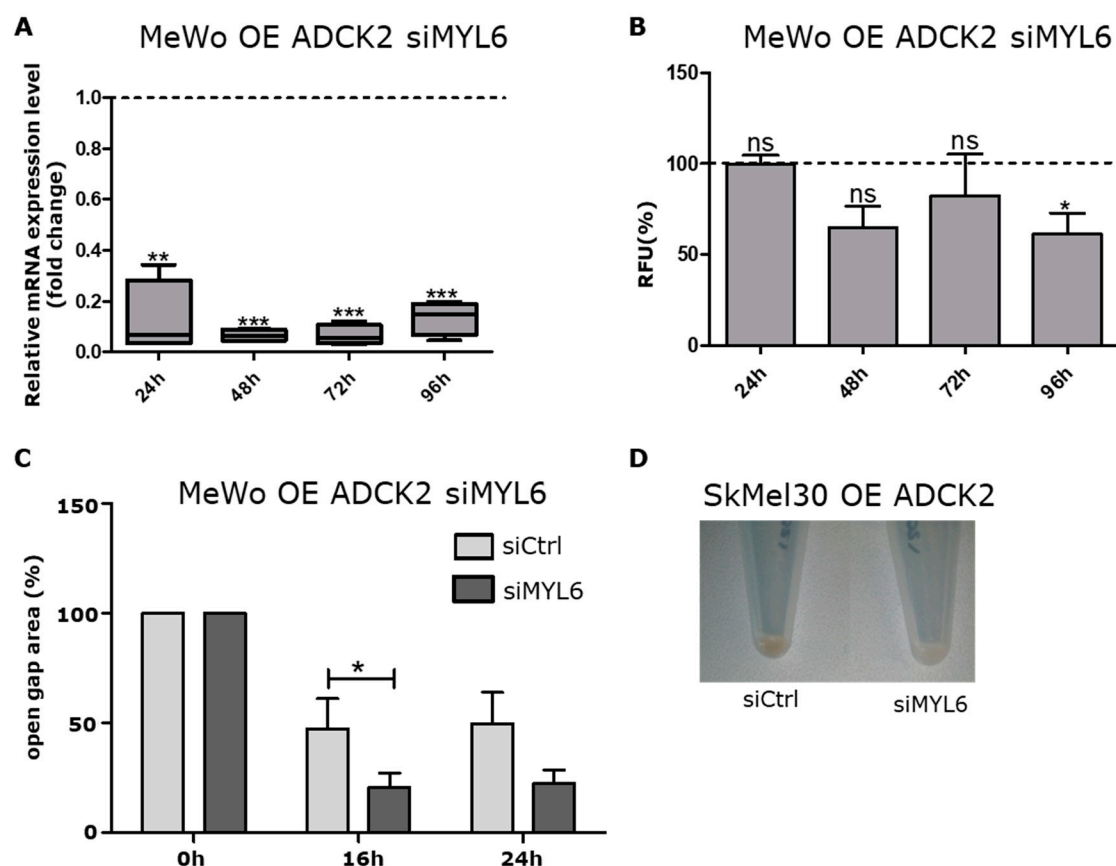 A
MeWo OE ADCK2 siMYL6
Relative mRNA expression level
(fold change)
1.0
0.8
0.6
0.4
0.2
0.0
**
***
***
***
24h
48h
72h
96h
B
MeWo OE ADCK2 siMYL6
RFU(%)
150
100
50
0
ns
ns
ns
*
24h
48h
72h
96h
C
MeWo OE ADCK2 siMYL6
open gap area (%)
150
100
50
0
siCtrl
siMYL6
*
0h
16h
24h
D
SkMel30 OE ADCK2
siCtrl
siMYL6